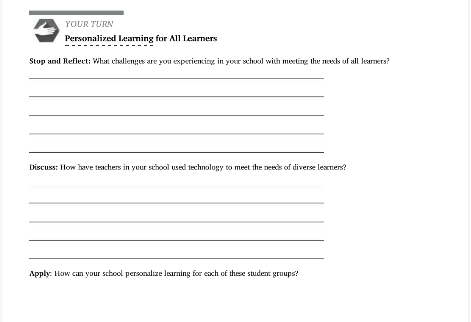 YOUR TURN
Personalized Learning for All Learners
Stop and Reflect: What challenges are you experiencing in your school with meeting the needs of all learners?
Discuss: How have teachers in your school used technology to meet the needs of diverse learners?
Apply: How can your school personalize learning for each of these student groups?